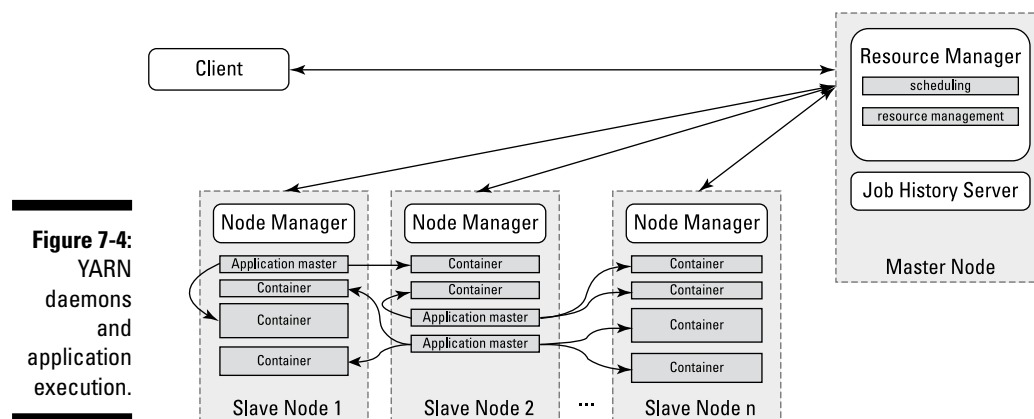 Client
Resource Manager
scheduling
resource management
Job History Server
Master Node
Figure 7-4:
YARN
daemons
and
application
execution.
Node Manager
Application master
Container
Container
Container
Slave Node 1
Node Manager
Container
Container
Application master
Application master
Slave Node 2
...
Node Manager
Container
Container
Container
Container
Slave Node n